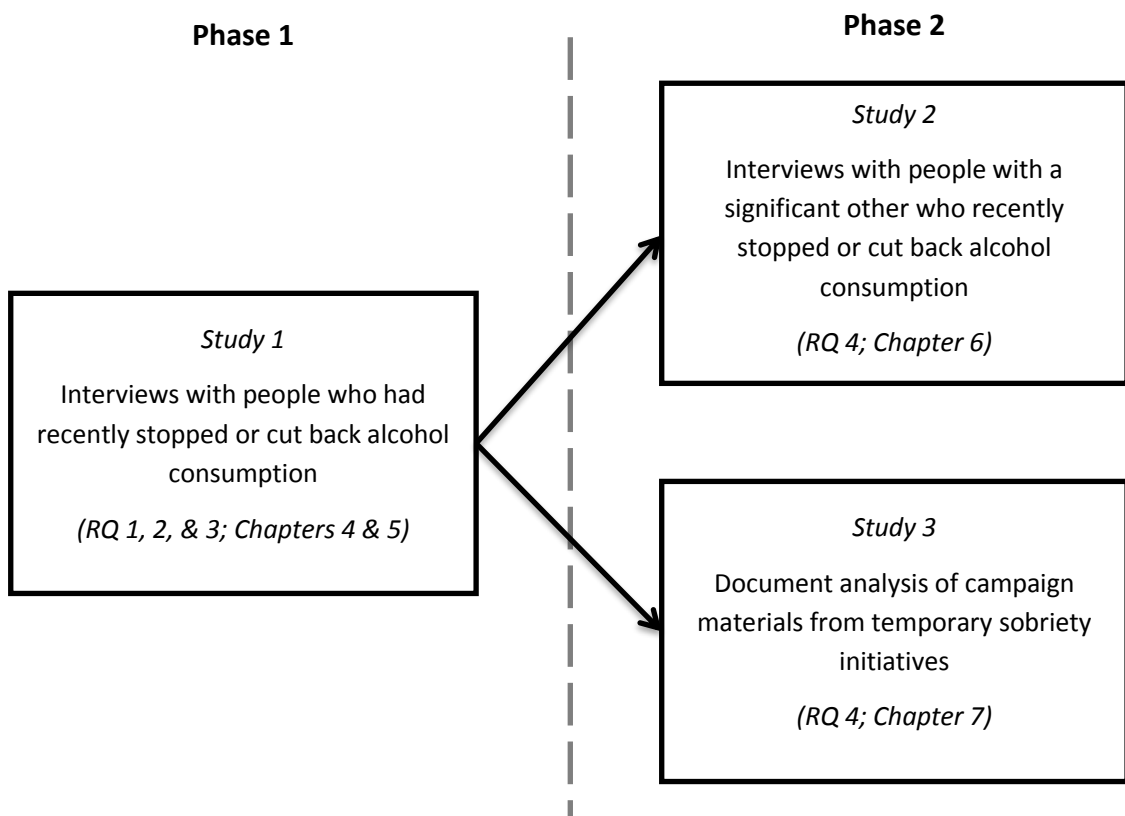 Phase 1
Phase 2
Study 1
Interviews with people who had
recently stopped or cut back alcohol
consumption
(RQ 1, 2, & 3; Chapters 4 & 5)
Study 2
Interviews with people with a
significant other who recently
stopped or cut back alcohol
consumption
(RQ 4; Chapter 6)
Study 3
Document analysis of campaign
materials from temporary sobriety
initiatives
(RQ 4; Chapter 7)